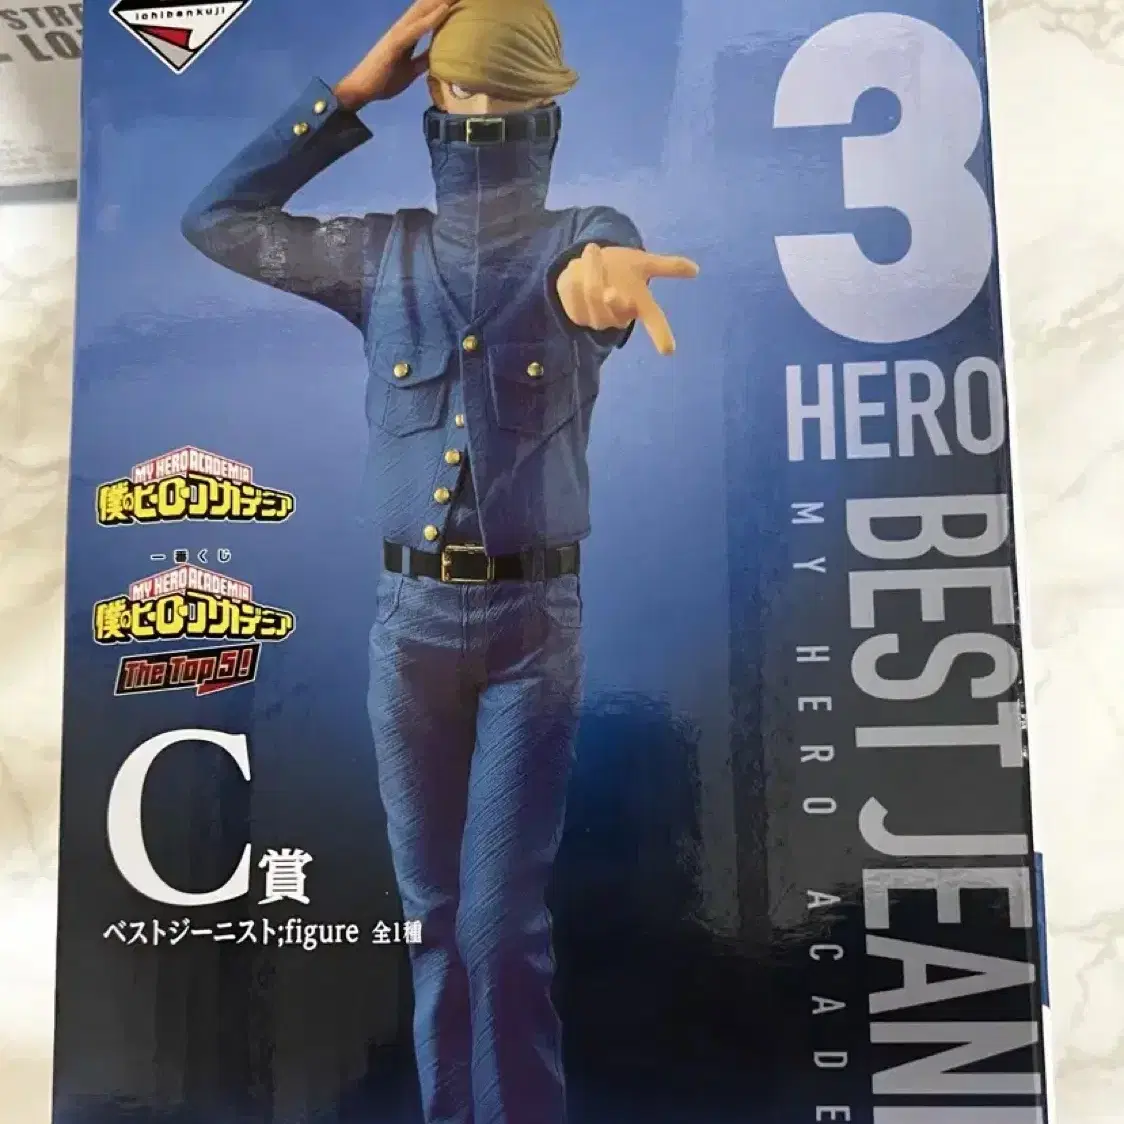 ichibankuji
3
HERO
BEST JEAN
MY HERO ACADE
MY HERO ACADEMIA
僕のヒーローアカデミア
一番くじ
MY HERO ACADEMIA
僕のヒーローアカデミア
The Top 5!
C賞
ベストジーニスト;figure 全1種